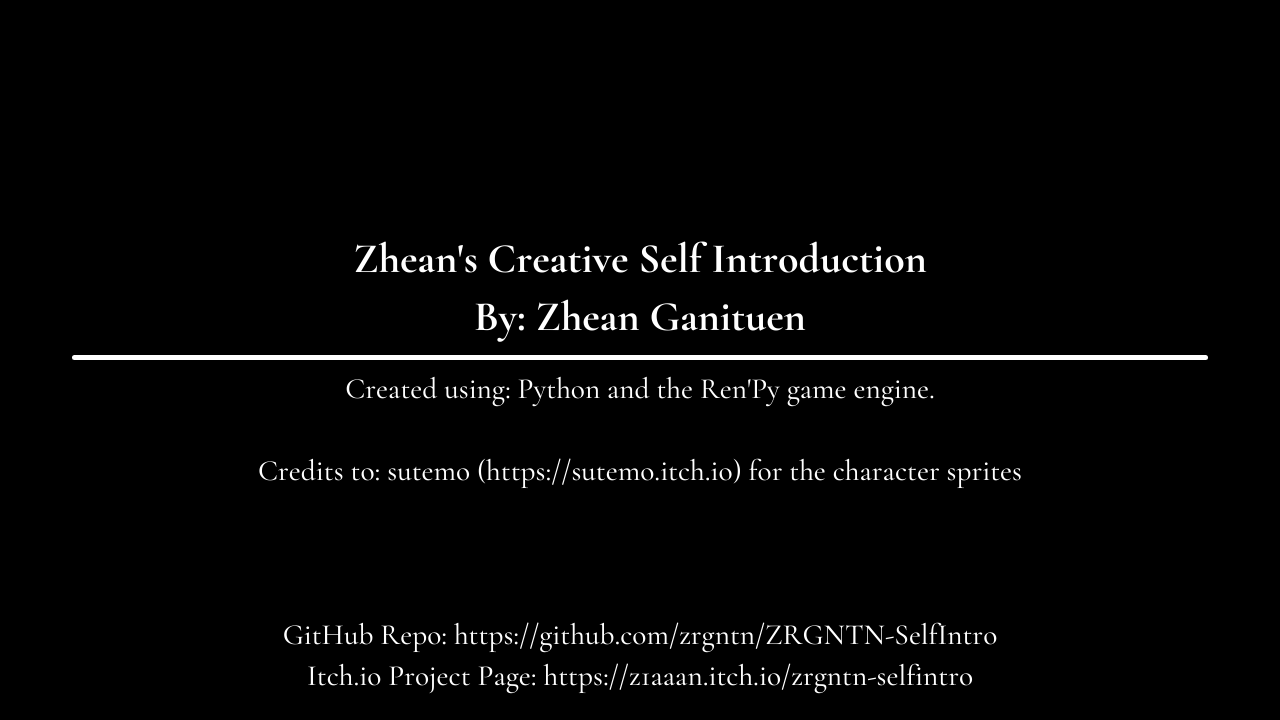 Zhean's Creative Self Introduction
By: Zhean Ganituen
Created using: Python and the Ren'Py game engine.
Credits to: sutemo (https://sutemo.itch.io) for the character sprites
GitHub Repo: https://github.com/zrgntn/ZRGNTN-SelfIntro
Itch.io Project Page: https://z1aaan.itch.io/zrgntn-selfintro